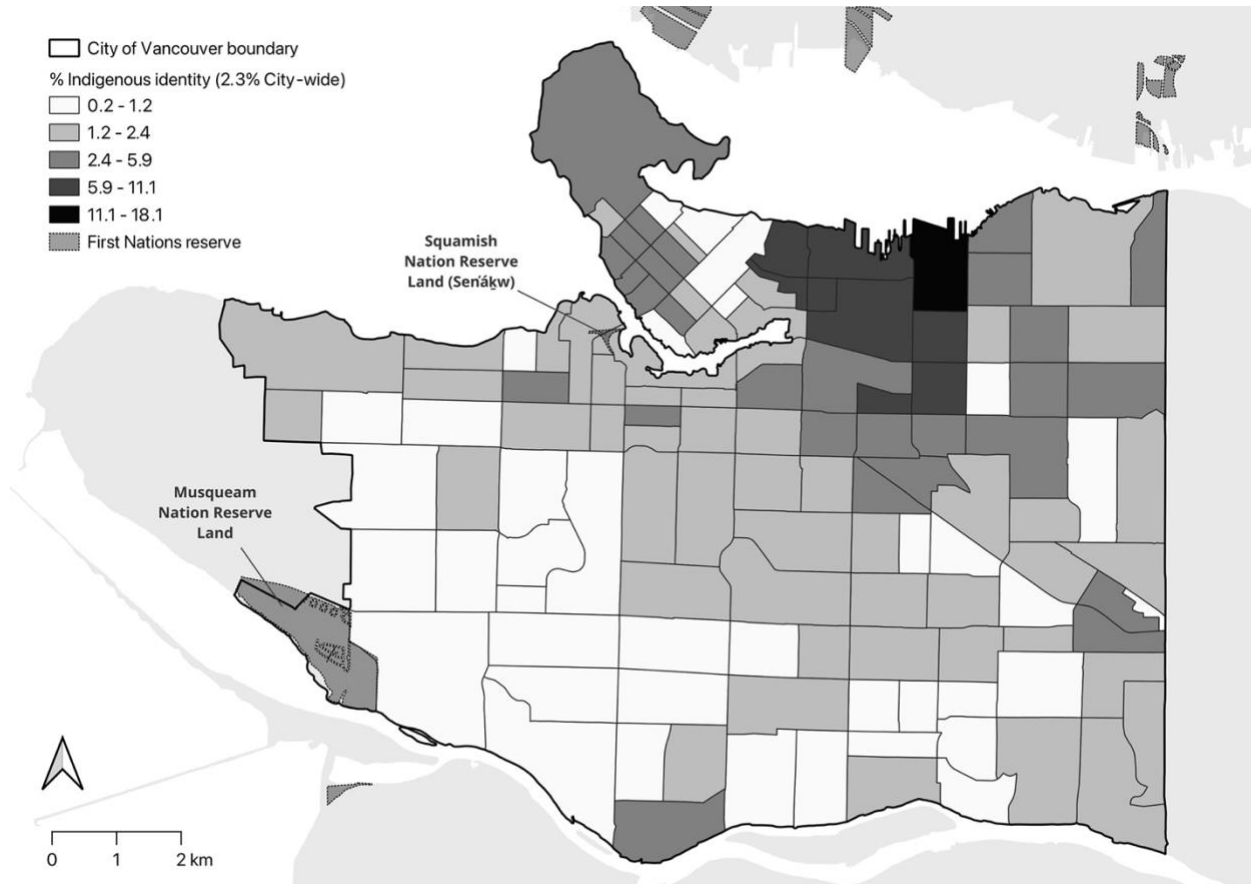 City of Vancouver boundary
% Indigenous identity (2.3% City-wide)
0.2 - 1.2
1.2 - 2.4
2.4 - 5.9
5.9 - 11.1
11.1 - 18.1
First Nations reserve
Squamish
Nation Reserve
Land (Sen̓áḵw)
Musqueam
Nation Reserve
Land
0 1 2 km